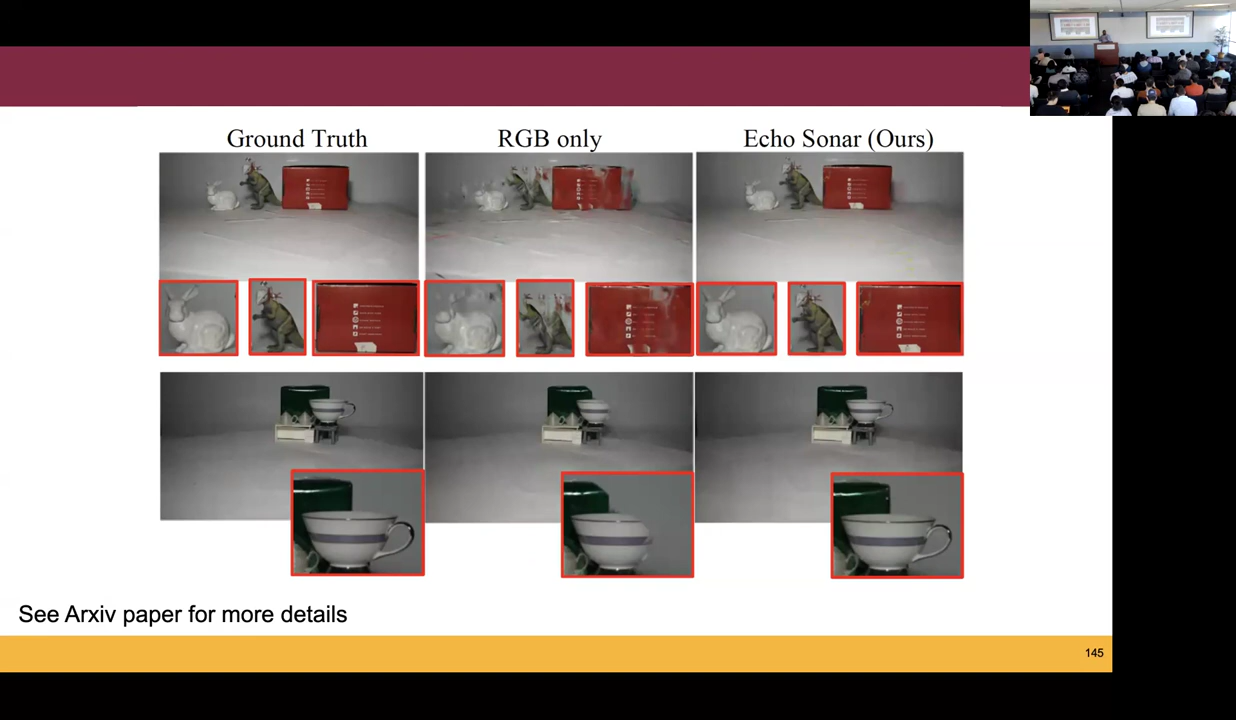 Ground Truth
RGB only
Echo Sonar (Ours)
See Arxiv paper for more details
145